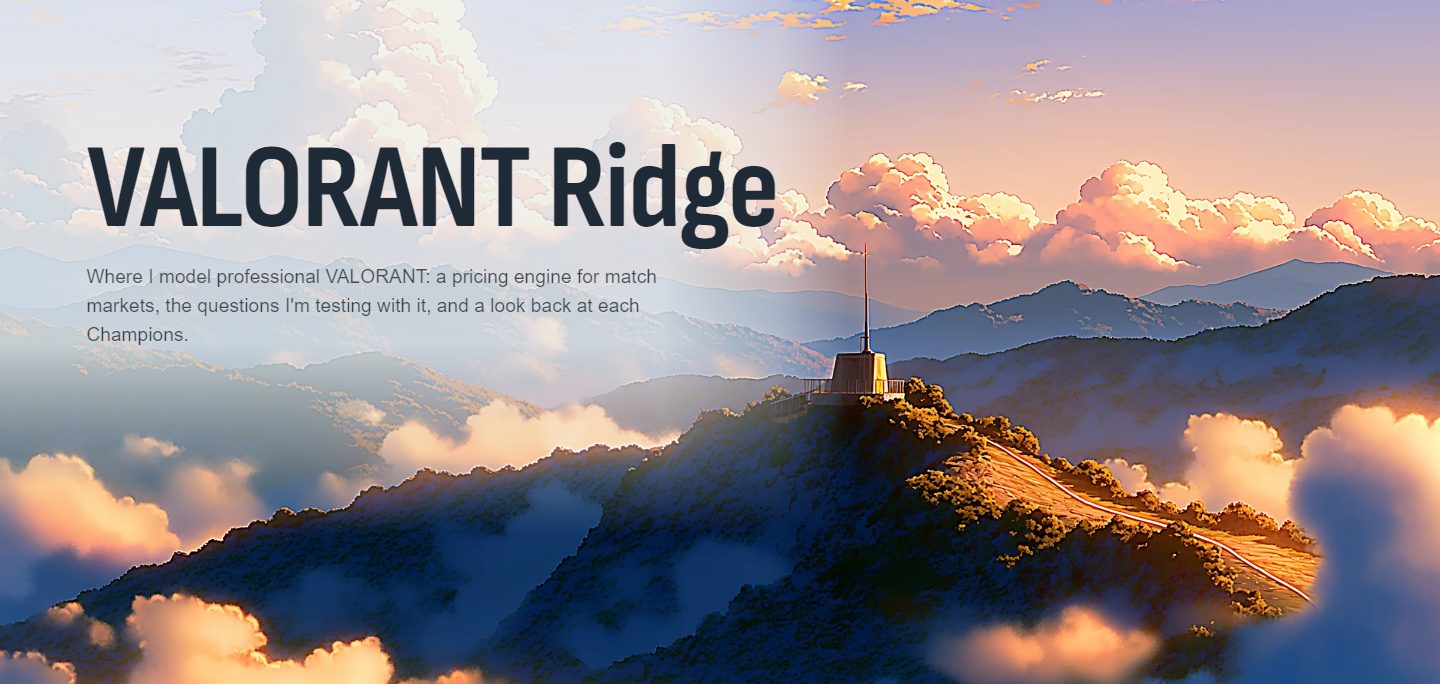 VALORANT Ridge
Where I model professional VALORANT: a pricing engine for match
markets, the questions I'm testing with it, and a look back at each
Champions.